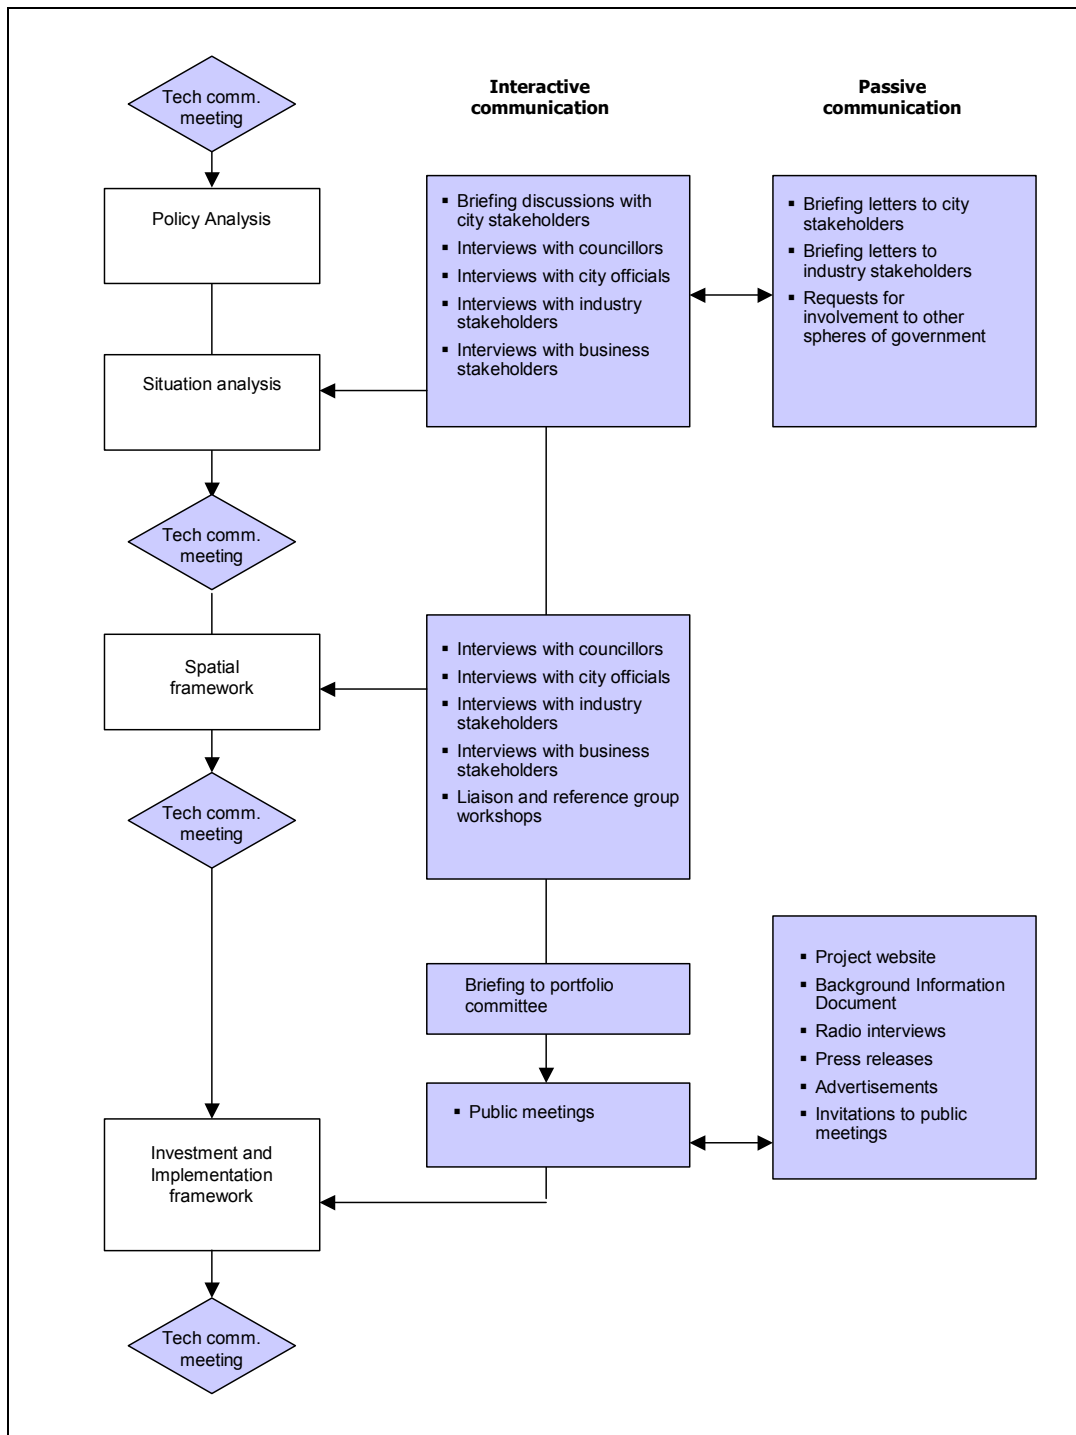 Tech comm.
meeting
Interactive
communication
Passive
communication
Policy Analysis
▪ Briefing discussions with
city stakeholders
▪ Interviews with councillors
▪ Interviews with city officials
▪ Interviews with industry
stakeholders
▪ Interviews with business
stakeholders
▪ Briefing letters to city
stakeholders
▪ Briefing letters to
industry stakeholders
▪ Requests for
involvement to other
spheres of government
Situation analysis
Tech comm.
meeting
Spatial
framework
▪ Interviews with councillors
▪ Interviews with city officials
▪ Interviews with industry
stakeholders
▪ Interviews with business
stakeholders
▪ Liaison and reference group
workshops
Tech comm.
meeting
Briefing to portfolio
committee
▪ Public meetings
▪ Project website
▪ Background Information
Document
▪ Radio interviews
▪ Press releases
▪ Advertisements
▪ Invitations to public
meetings
Investment and
Implementation
framework
Tech comm.
meeting